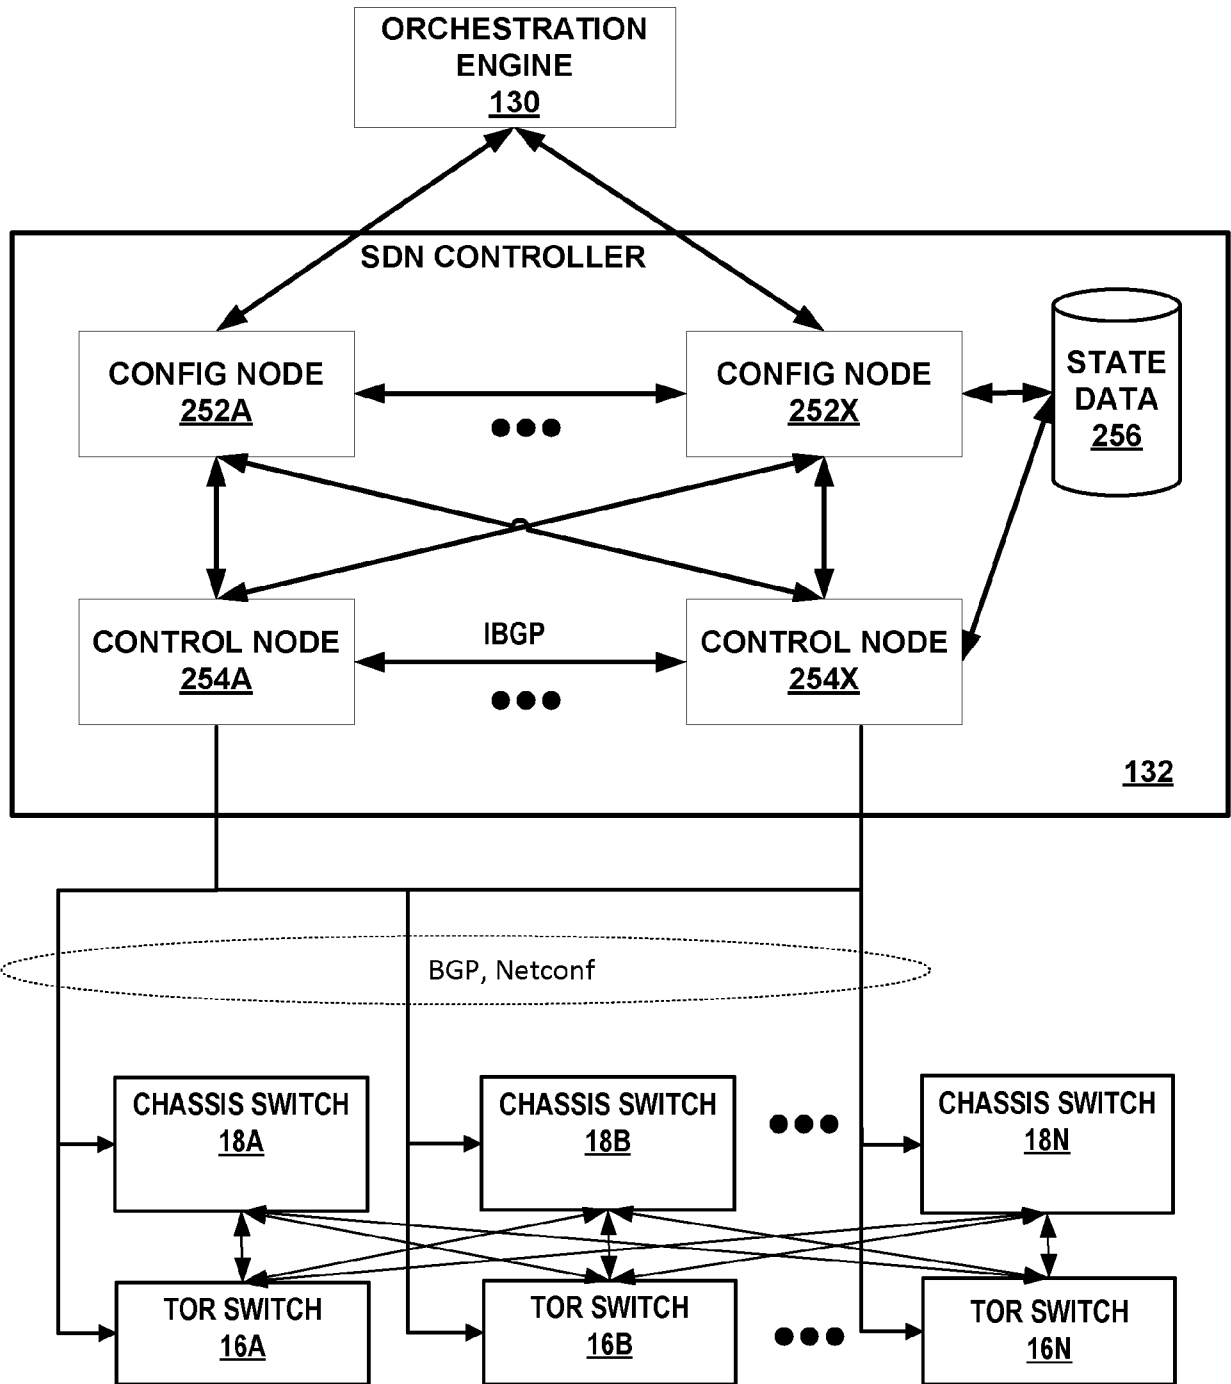 ORCHESTRATION
ENGINE
130
SDN CONTROLLER
CONFIG NODE
252A
CONFIG NODE
252X
STATE
DATA
256
CONTROL NODE
254A
IBGP
CONTROL NODE
254X
132
BGP, Netconf
CHASSIS SWITCH
18A
CHASSIS SWITCH
18B
CHASSIS SWITCH
18N
TOR SWITCH
16A
TOR SWITCH
16B
TOR SWITCH
16N